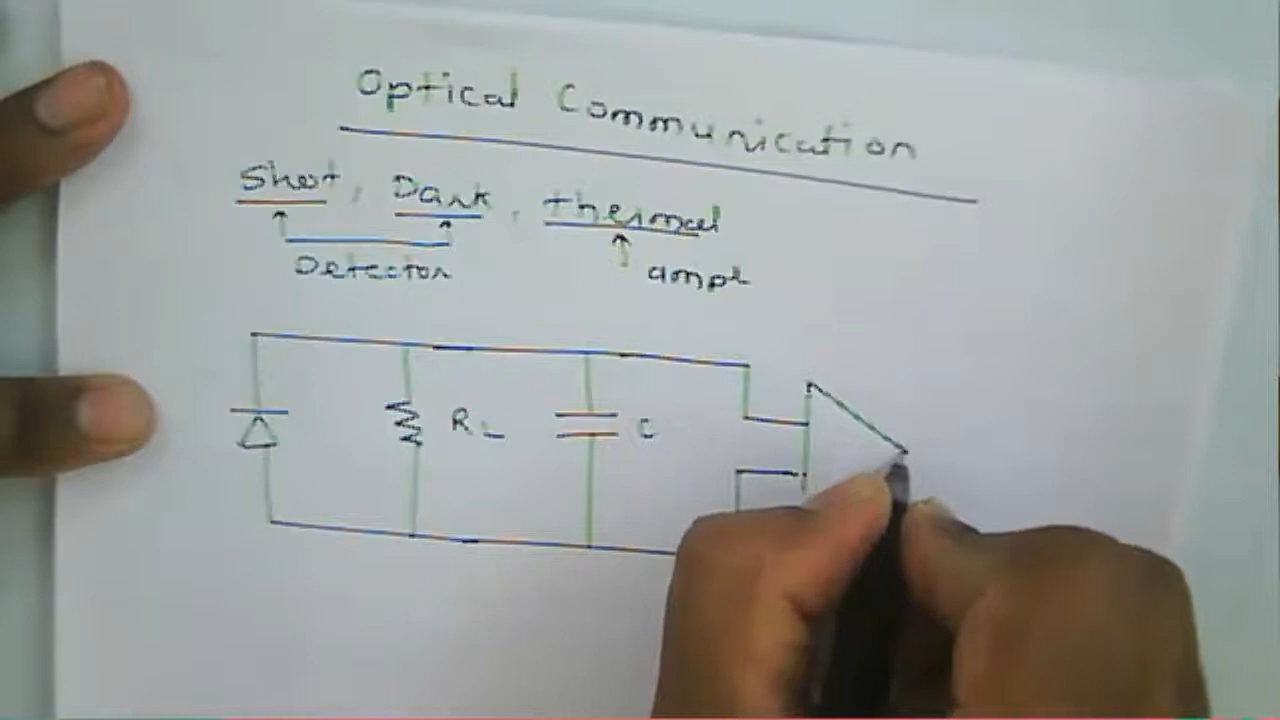 Optical Communication
Shot, Dark, thermal
Detector
ampl
RL
C